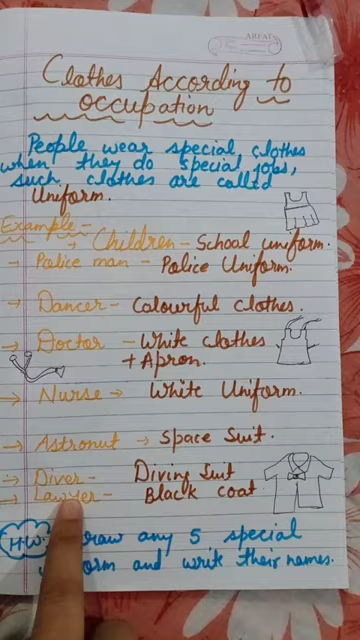 Clothes According to
occupation
People wear special clothes
when they do special jobs,
such clothes are called
Uniform.
Example -
→ Children - School uniform.
→ Police man - Police Uniform.
→ Dancer - Colourful clothes.
→ Doctor - White clothes
+ Apron.
→ Nurse → White Uniform.
→ Astronut → Space Suit.
→ Diver - Diving Suit
→ Lawyer - Black coat
H.W. Draw any 5 special
and write their names.